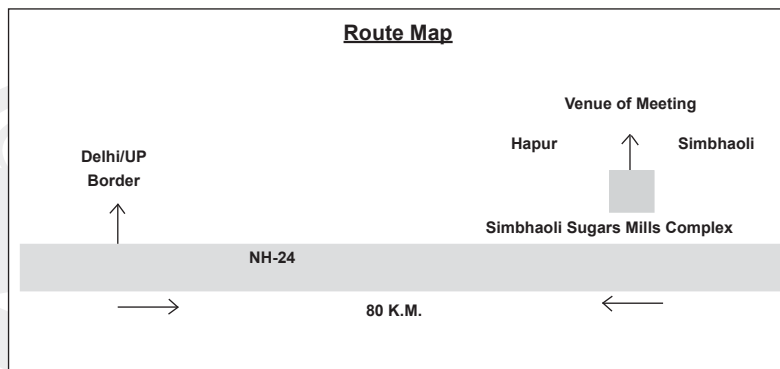 Route Map
Venue of Meeting
Hapur Simbhaoli
Delhi/UP
Border
Simbhaoli Sugars Mills Complex
NH-24
80 K.M.